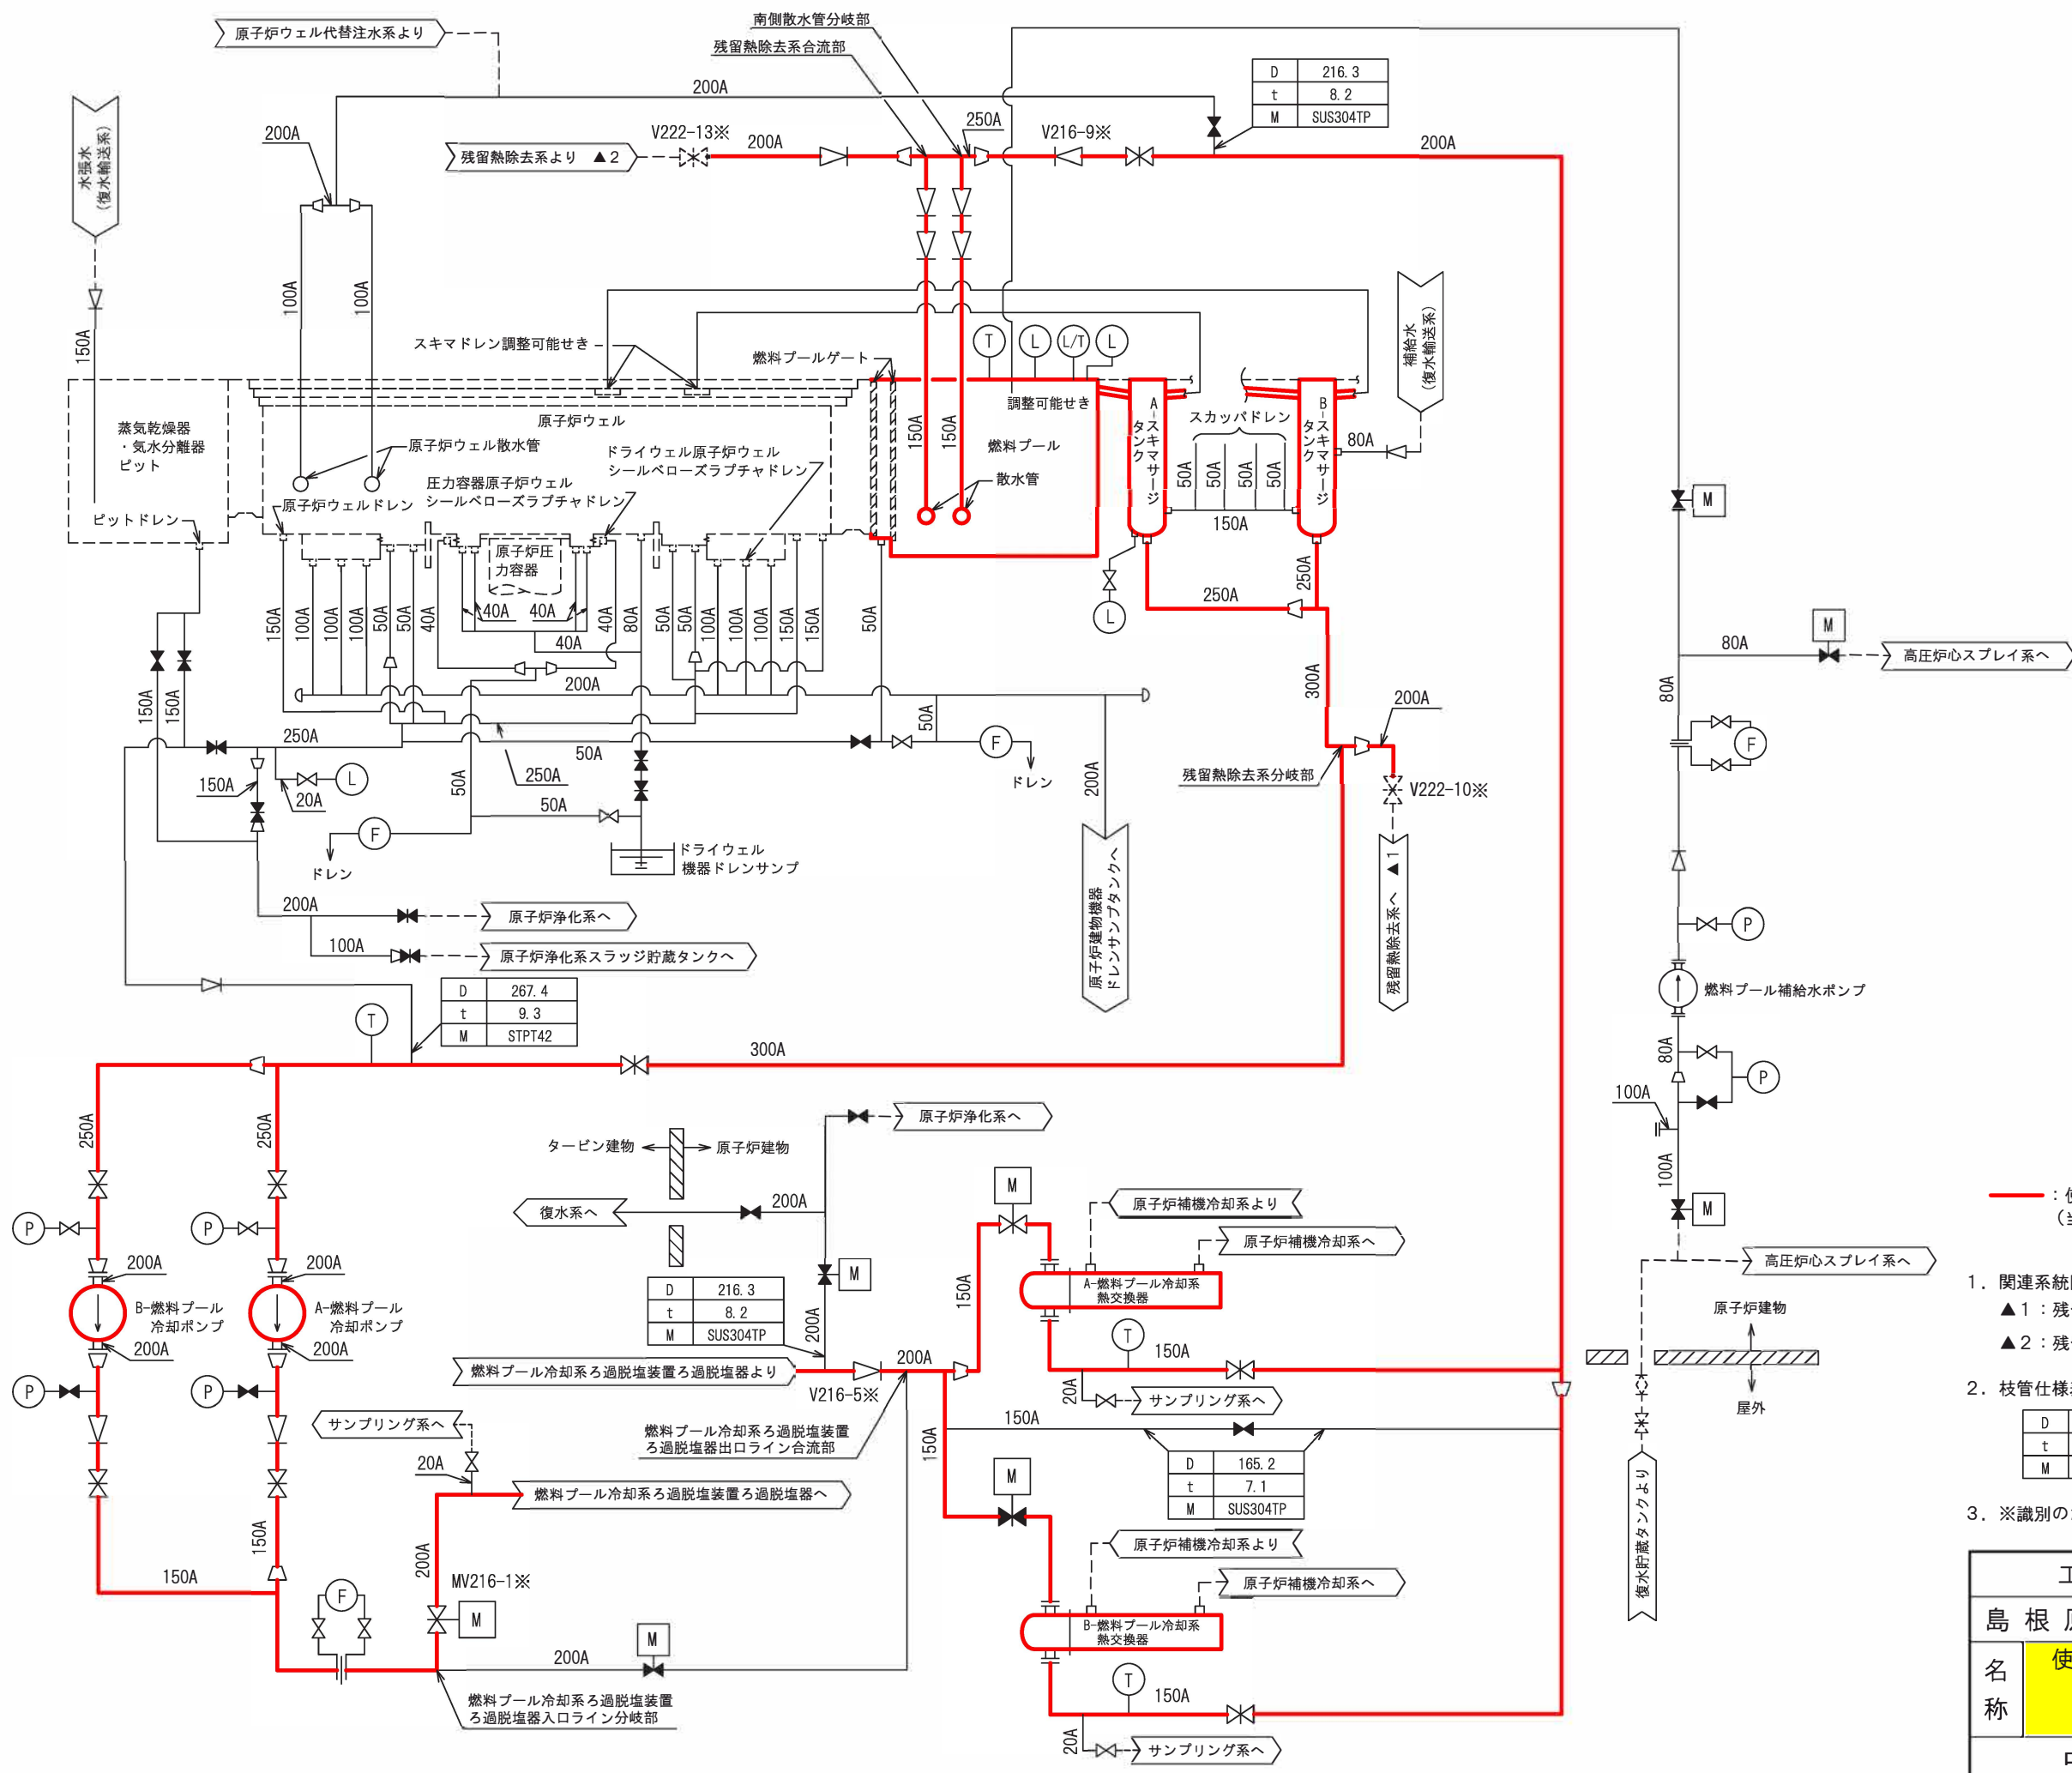 原子炉ウェル代替注水系より
南側散水管分岐部
残留熱除去系合流部
200A
D 216.3
t 8.2
M SUS304TP
水張水
(復水輸送系)
200A
V222-13※
200A
250A
V216-9※
200A
残留熱除去系より ▲2
100A
100A
150A
スキマドレン調整可能せき
燃料プールゲート
T
L
L/T
L
補給水
(復水輸送系)
調整可能せき
原子炉ウェル
蒸気乾燥器
・気水分離器
ピット
原子炉ウェル散水管
ドライウェル原子炉ウェル
シールベローズラプチャドレン
150A
150A
燃料プール
散水管
A-スキマサージ
タンク
スカッパドレン
50A
50A
50A
50A
150A
B-スキマサージ
タンク
80A
圧力容器原子炉ウェル
シールベローズラプチャドレン
原子炉ウェルドレン
ピットドレン
原子炉圧
力容器
M
150A
100A
100A
100A
50A
50A
40A
40A
40A
40A
40A
80A
50A
50A
100A
100A
100A
150A
150A
50A
L
250A
250A
300A
M
80A
高圧炉心スプレイ系へ
80A
150A
150A
200A
250A
50A
50A
F
ドレン
200A
F
残留熱除去系分岐部
V222-10※
150A
20A
L
50A
250A
50A
200A
F
ドレン
ドライウェル
機器ドレンサンプ
原子炉建物機器
ドレンサンプタンクへ
残留熱除去系へ ▲1
200A
原子炉浄化系へ
100A
原子炉浄化系スラッジ貯蔵タンクへ
P
燃料プール補給水ポンプ
D 267.4
t 9.3
M STPT42
T
300A
80A
P
100A
100A
M
250A
250A
原子炉浄化系へ
タービン建物
原子炉建物
復水系へ
200A
M
原子炉補機冷却系より
原子炉補機冷却系へ
P
P
200A
200A
B-燃料プール
冷却ポンプ
A-燃料プール
冷却ポンプ
200A
200A
D 216.3
t 8.2
M SUS304TP
M
200A
150A
A-燃料プール冷却系
熱交換器
T
150A
高圧炉心スプレイ系へ
原子炉建物
屋外
復水貯蔵タンクより
1. 関連系統
▲1：残
▲2：残
2. 枝管仕様
D
t
M
3. ※識別の
P
P
燃料プール冷却系ろ過脱塩装置ろ過脱塩器より
200A
V216-5※
20A
サンプリング系へ
サンプリング系へ
燃料プール冷却系ろ過脱塩装置
ろ過脱塩器出口ライン合流部
150A
150A
20A
燃料プール冷却系ろ過脱塩装置ろ過脱塩器へ
M
D 165.2
t 7.1
M SUS304TP
150A
150A
200A
F
MV216-1※
M
原子炉補機冷却系より
原子炉補機冷却系へ
B-燃料プール冷却系
熱交換器
200A
M
燃料プール冷却系ろ過脱塩装置
ろ過脱塩器入口ライン分岐部
T
150A
20A
サンプリング系へ
島根
名
称
使